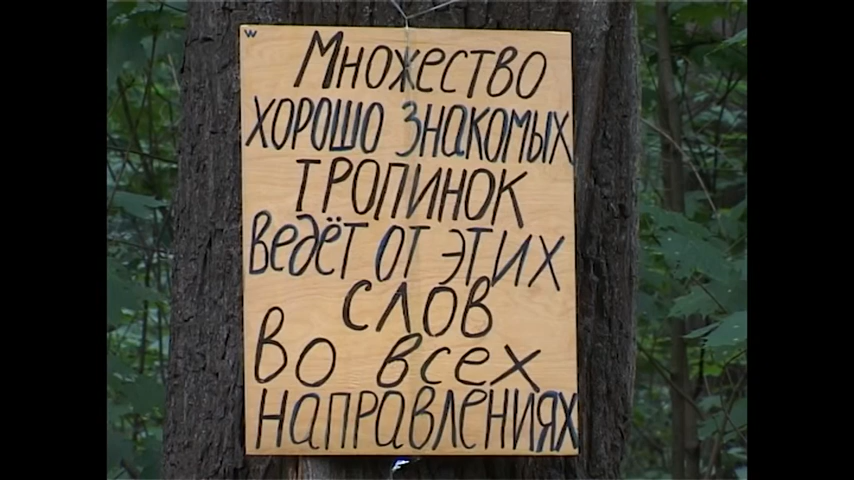 w
Множество
хорошо знакомых
тропинок
ведёт от этих
слов
во всех
направлениях